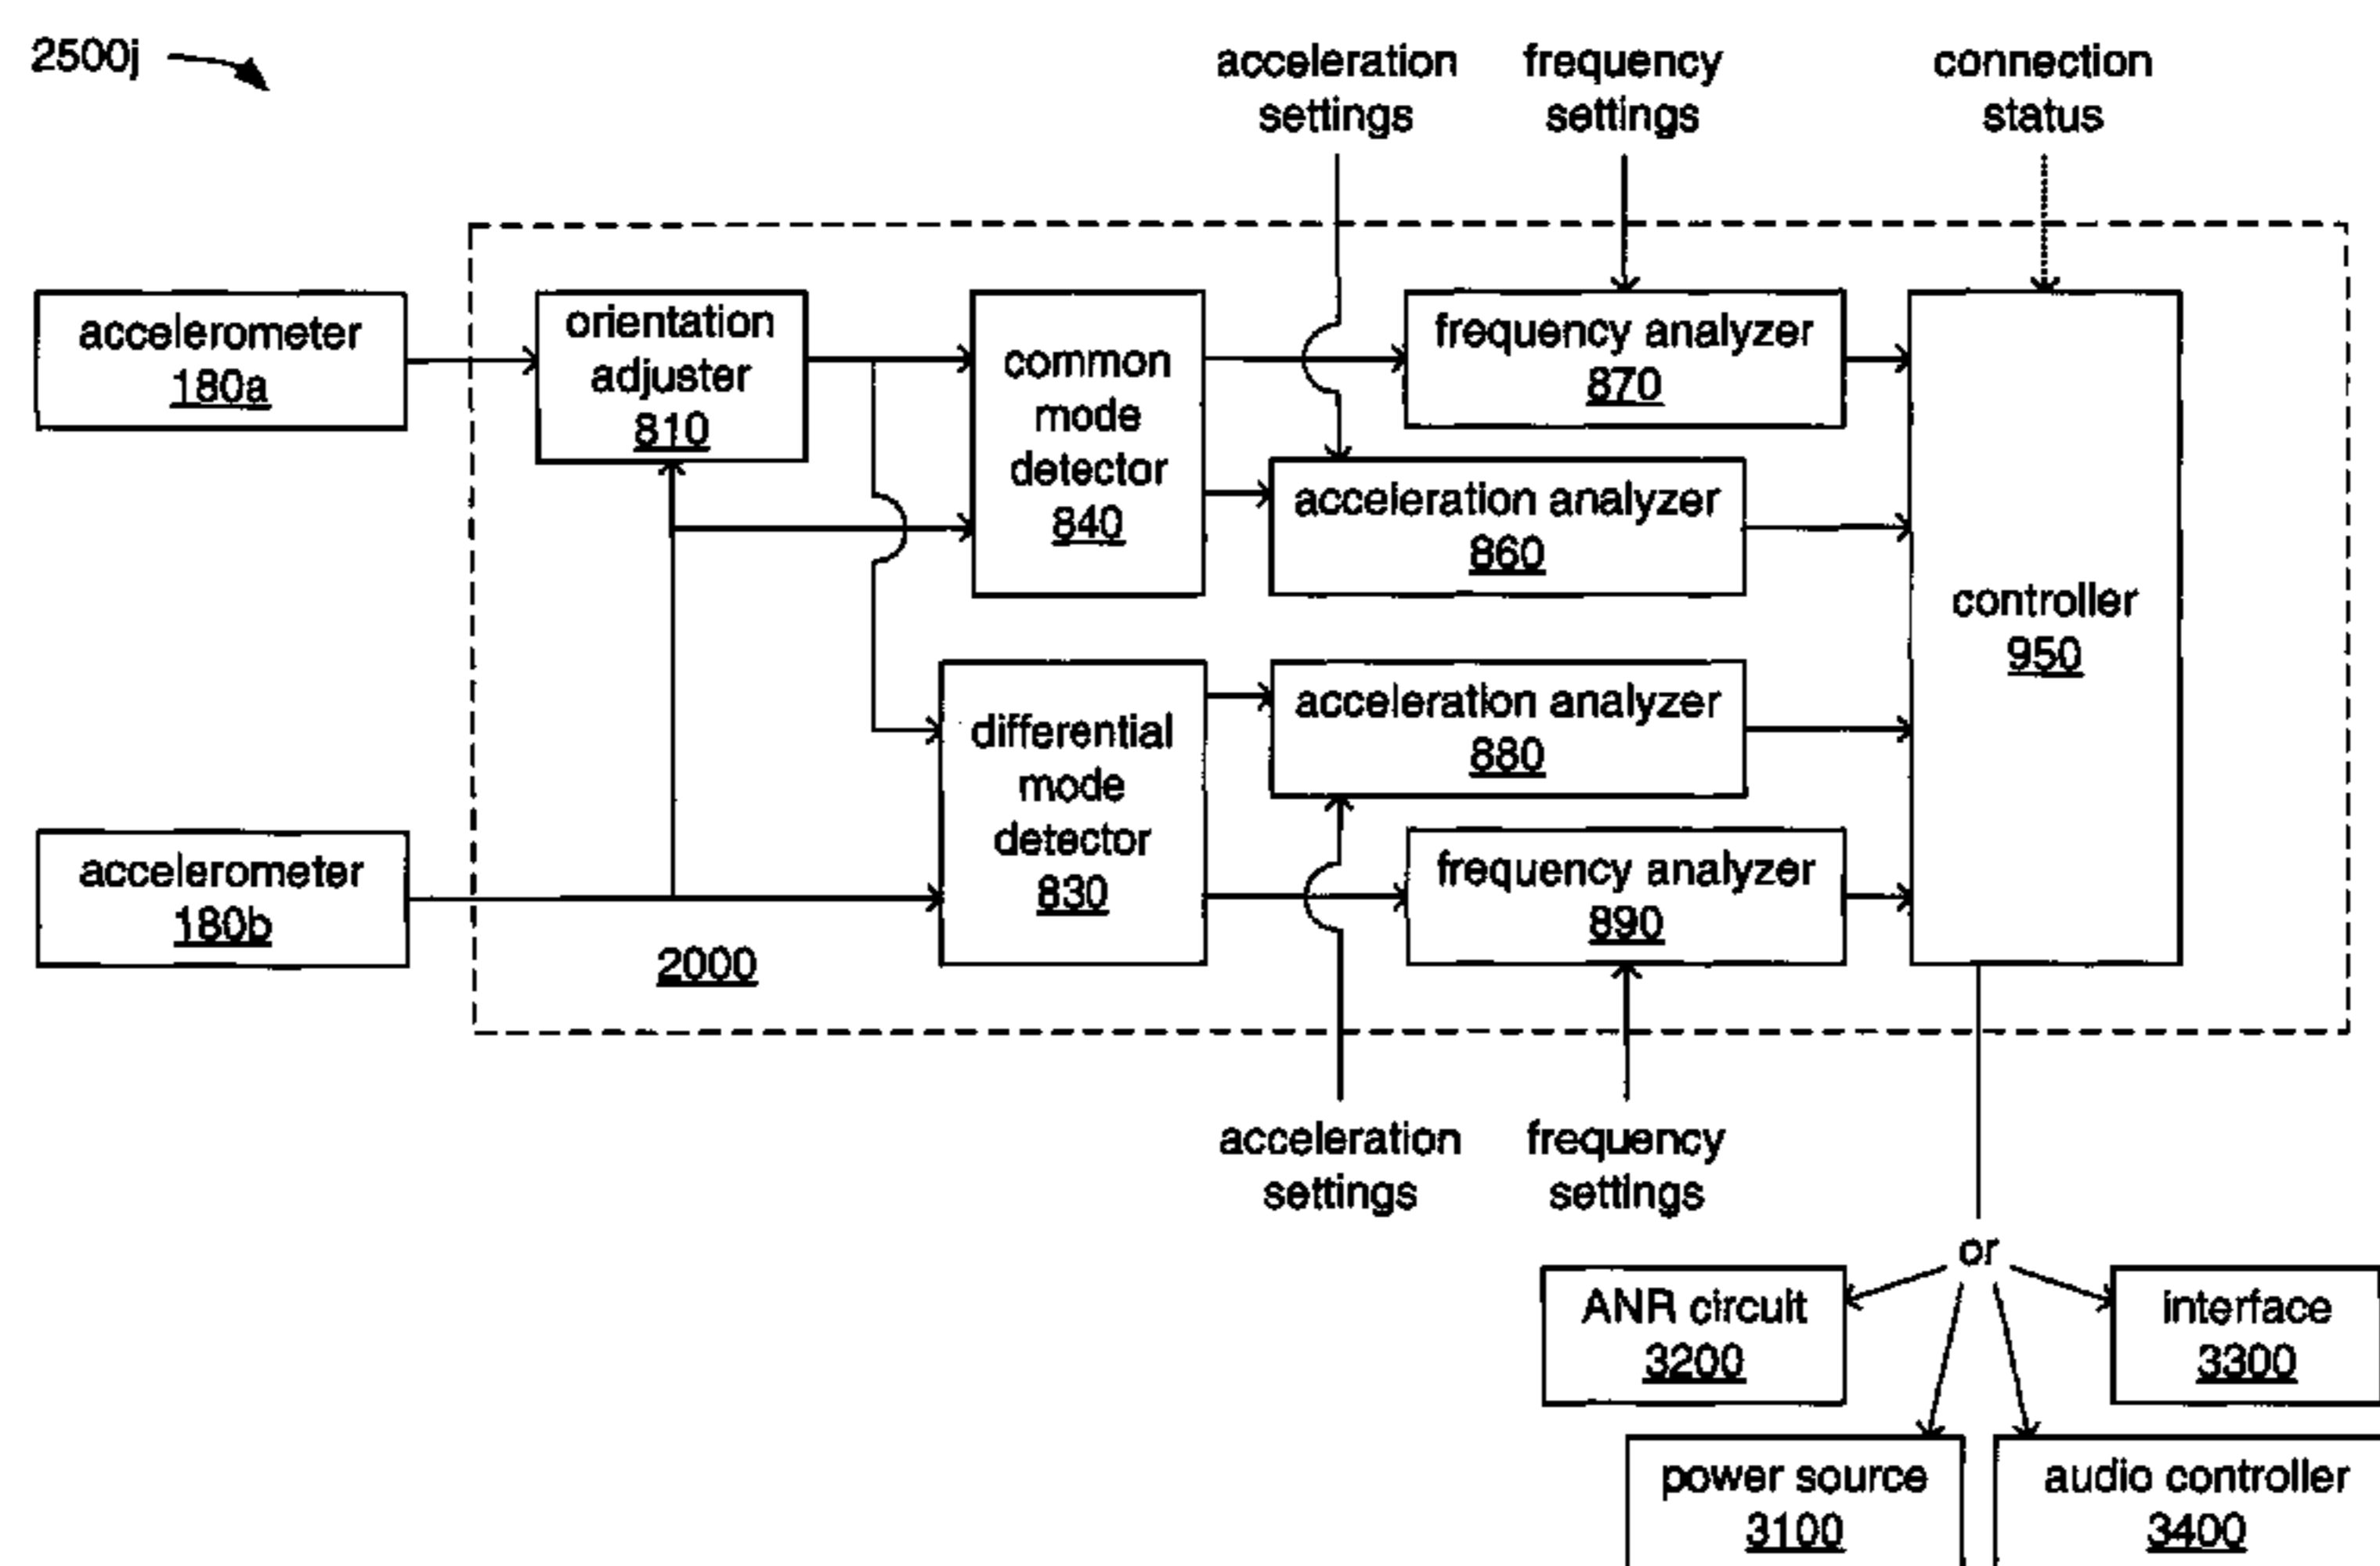 2500j
acceleration
settings
frequency
settings
connection
status
accelerometer
180a
orientation
adjuster
810
common
mode
detector
840
frequency analyzer
870
acceleration analyzer
860
controller
950
accelerometer
180b
2000
differential
mode
detector
830
acceleration analyzer
880
frequency analyzer
890
acceleration
settings
frequency
settings
or
ANR circuit
3200
interface
3300
power source
3100
audio controller
3400